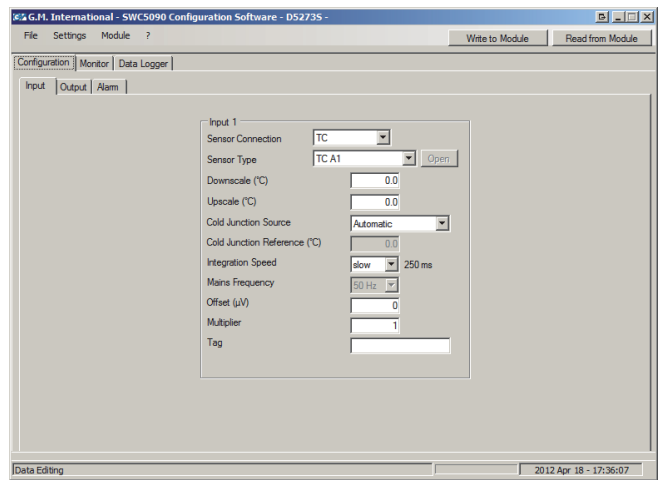 G.M. International - SWC5090 Configuration Software - D5273S -
File Settings Module ? Write to Module Read from Module
Configuration Monitor Data Logger
Input Output Alarm
Input 1
Sensor Connection TC
Sensor Type TC A1 Open
Downscale (°C) 0.0
Upscale (°C) 0.0
Cold Junction Source Automatic
Cold Junction Reference (°C) 0.0
Integration Speed slow 250 ms
Mains Frequency 50 Hz
Offset (µV) 0
Multiplier 1
Tag
Data Editing 2012 Apr 18 - 17:36:07